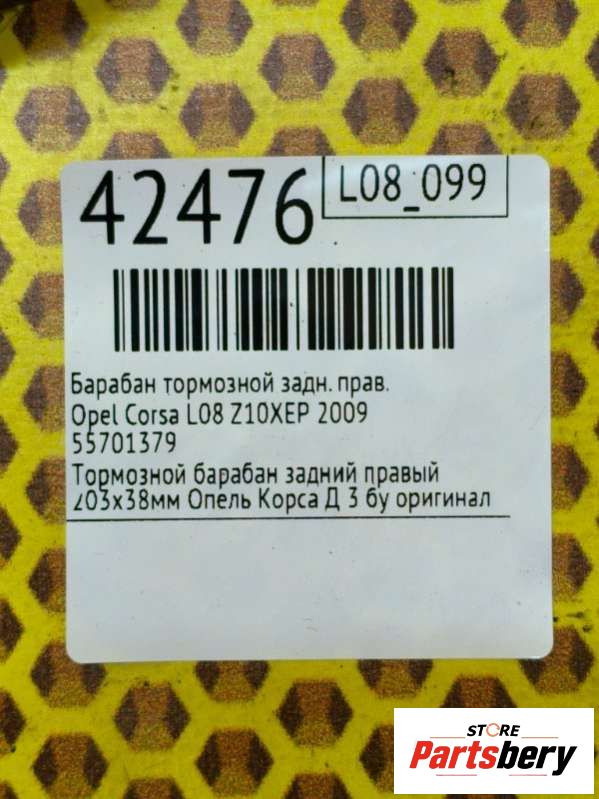 42476
L08_099
Барабан тормозной задн. прав.
Opel Corsa L08 Z10XEP 2009
55701379
Тормозной барабан задний правый
203х38мм Опель Корса Д 3 бу оригинал
STORE
Partsbery